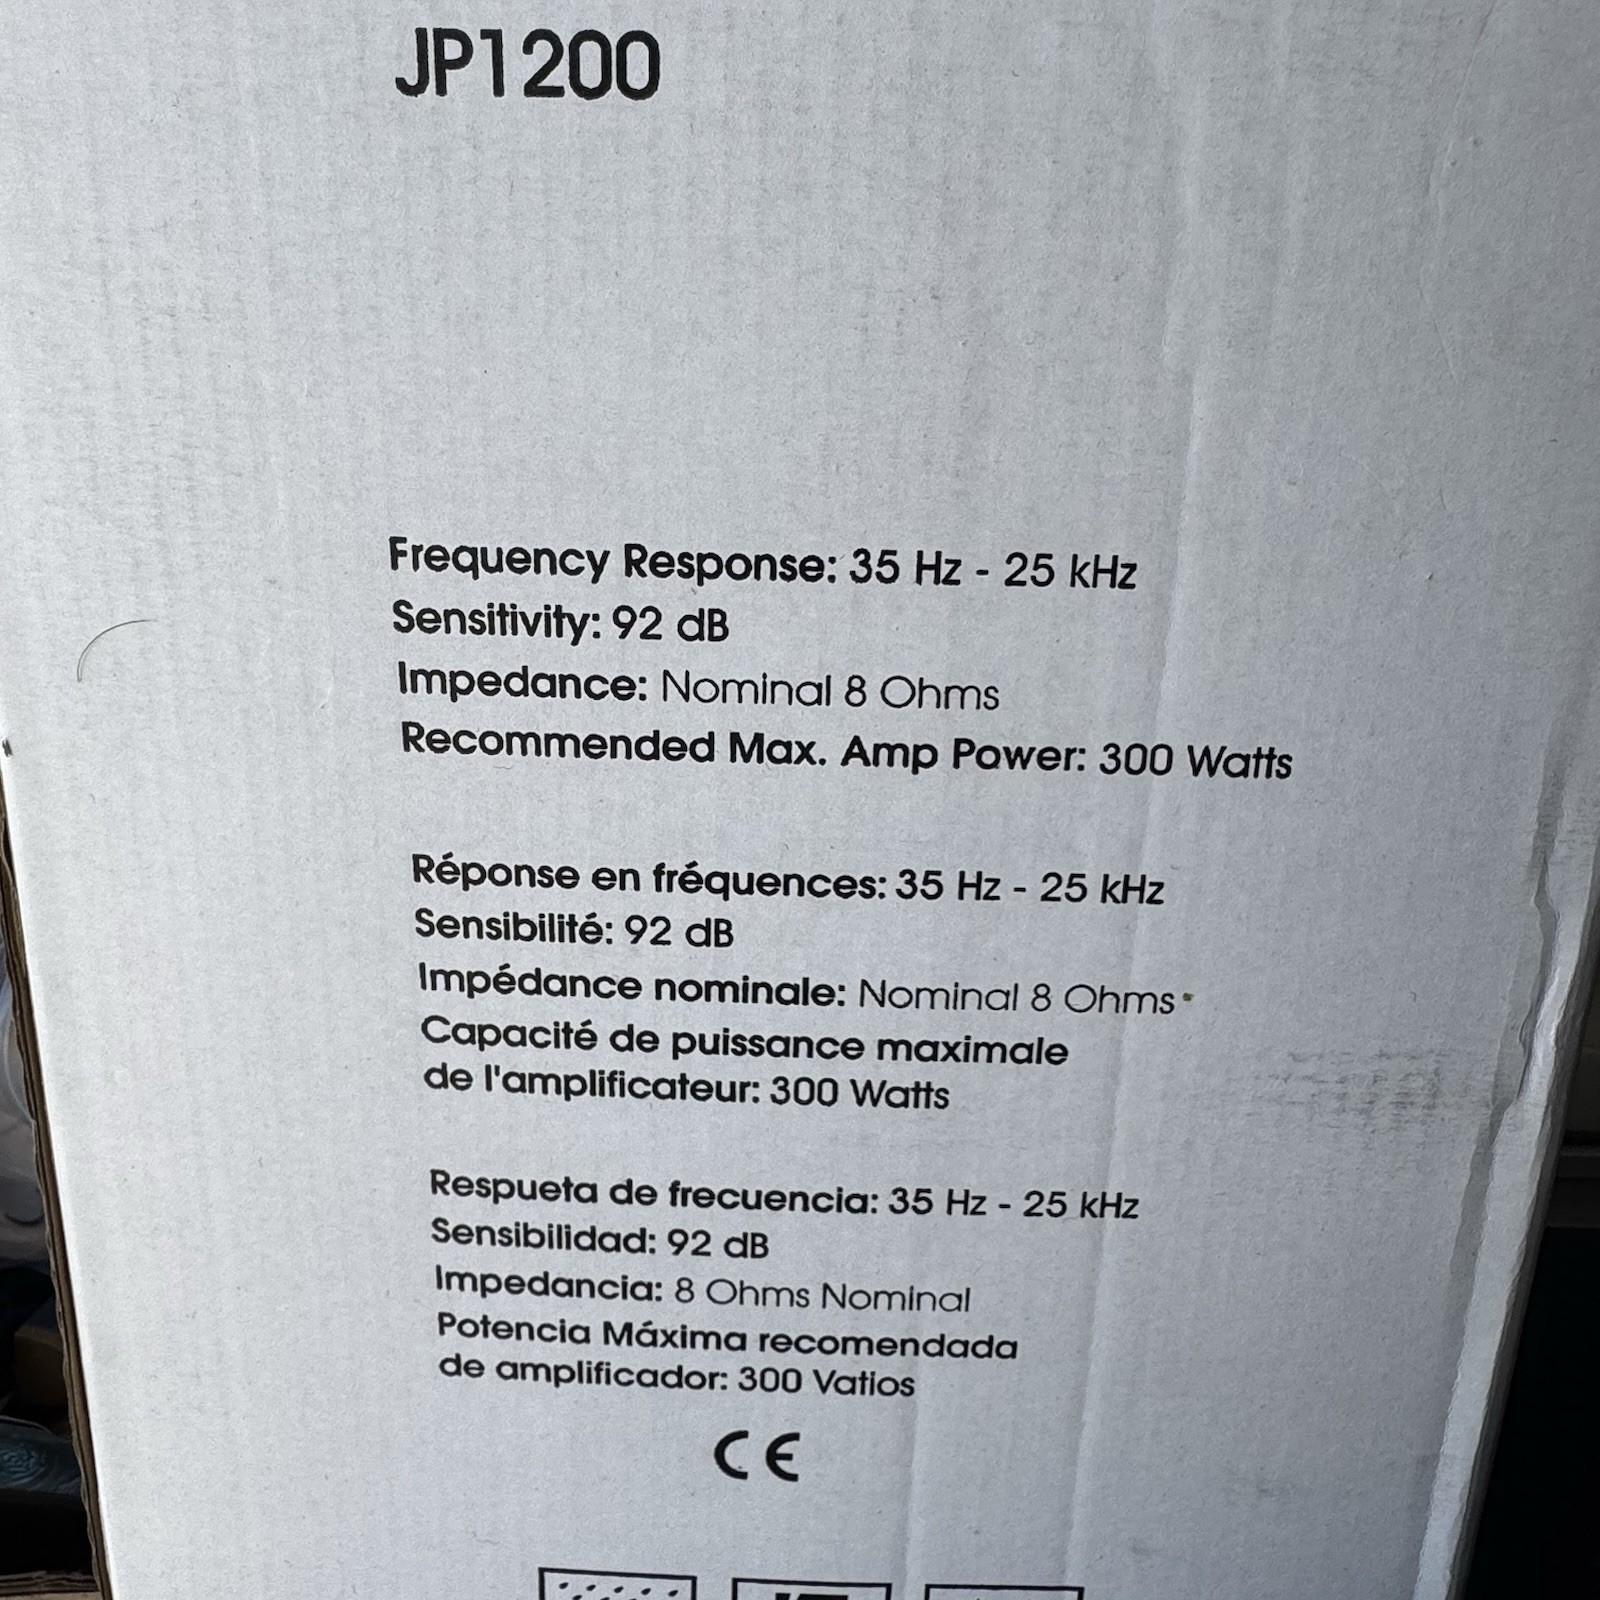 JP1200
Frequency Response: 35 Hz - 25 kHz
Sensitivity: 92 dB
Impedance: Nominal 8 Ohms
Recommended Max. Amp Power: 300 Watts
Réponse en fréquences: 35 Hz - 25 kHz
Sensibilité: 92 dB
Impédance nominale: Nominal 8 Ohms
Capacité de puissance maximale
de l'amplificateur: 300 Watts
Respueta de frecuencia: 35 Hz - 25 kHz
Sensibilidad: 92 dB
Impedancia: 8 Ohms Nominal
Potencia Máxima recomendada
de amplificador: 300 Vatios
CE